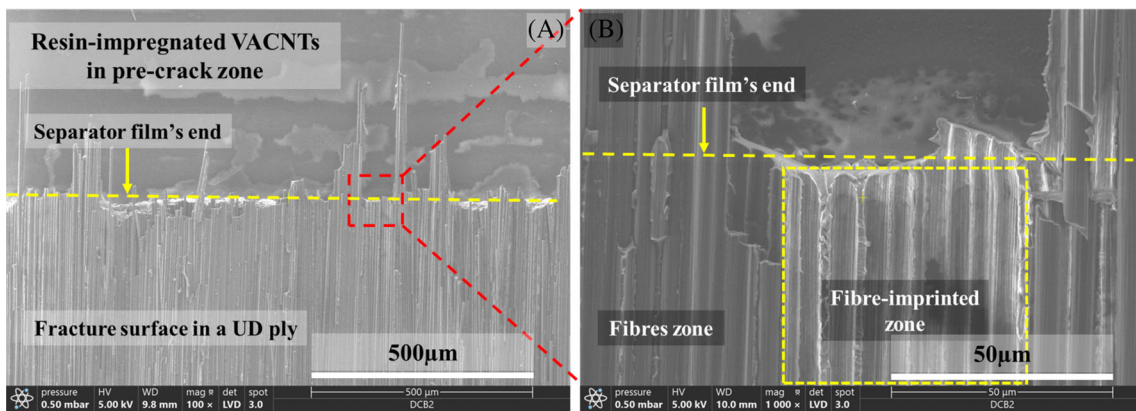 (A)
Resin-impregnated VACNTs
in pre-crack zone
Separator film's end
Fracture surface in a UD ply
500µm
pressure HV WD mag det spot
0.50 mbar 5.00 kV 9.8 mm 100 × LVD 3.0
500 µm
DCB2
(B)
Separator film's end
Fibres zone
Fibre-imprinted
zone
50µm
pressure HV WD mag det spot
0.50 mbar 5.00 kV 10.0 mm 1 000 × LVD 3.0
50 µm
DCB2